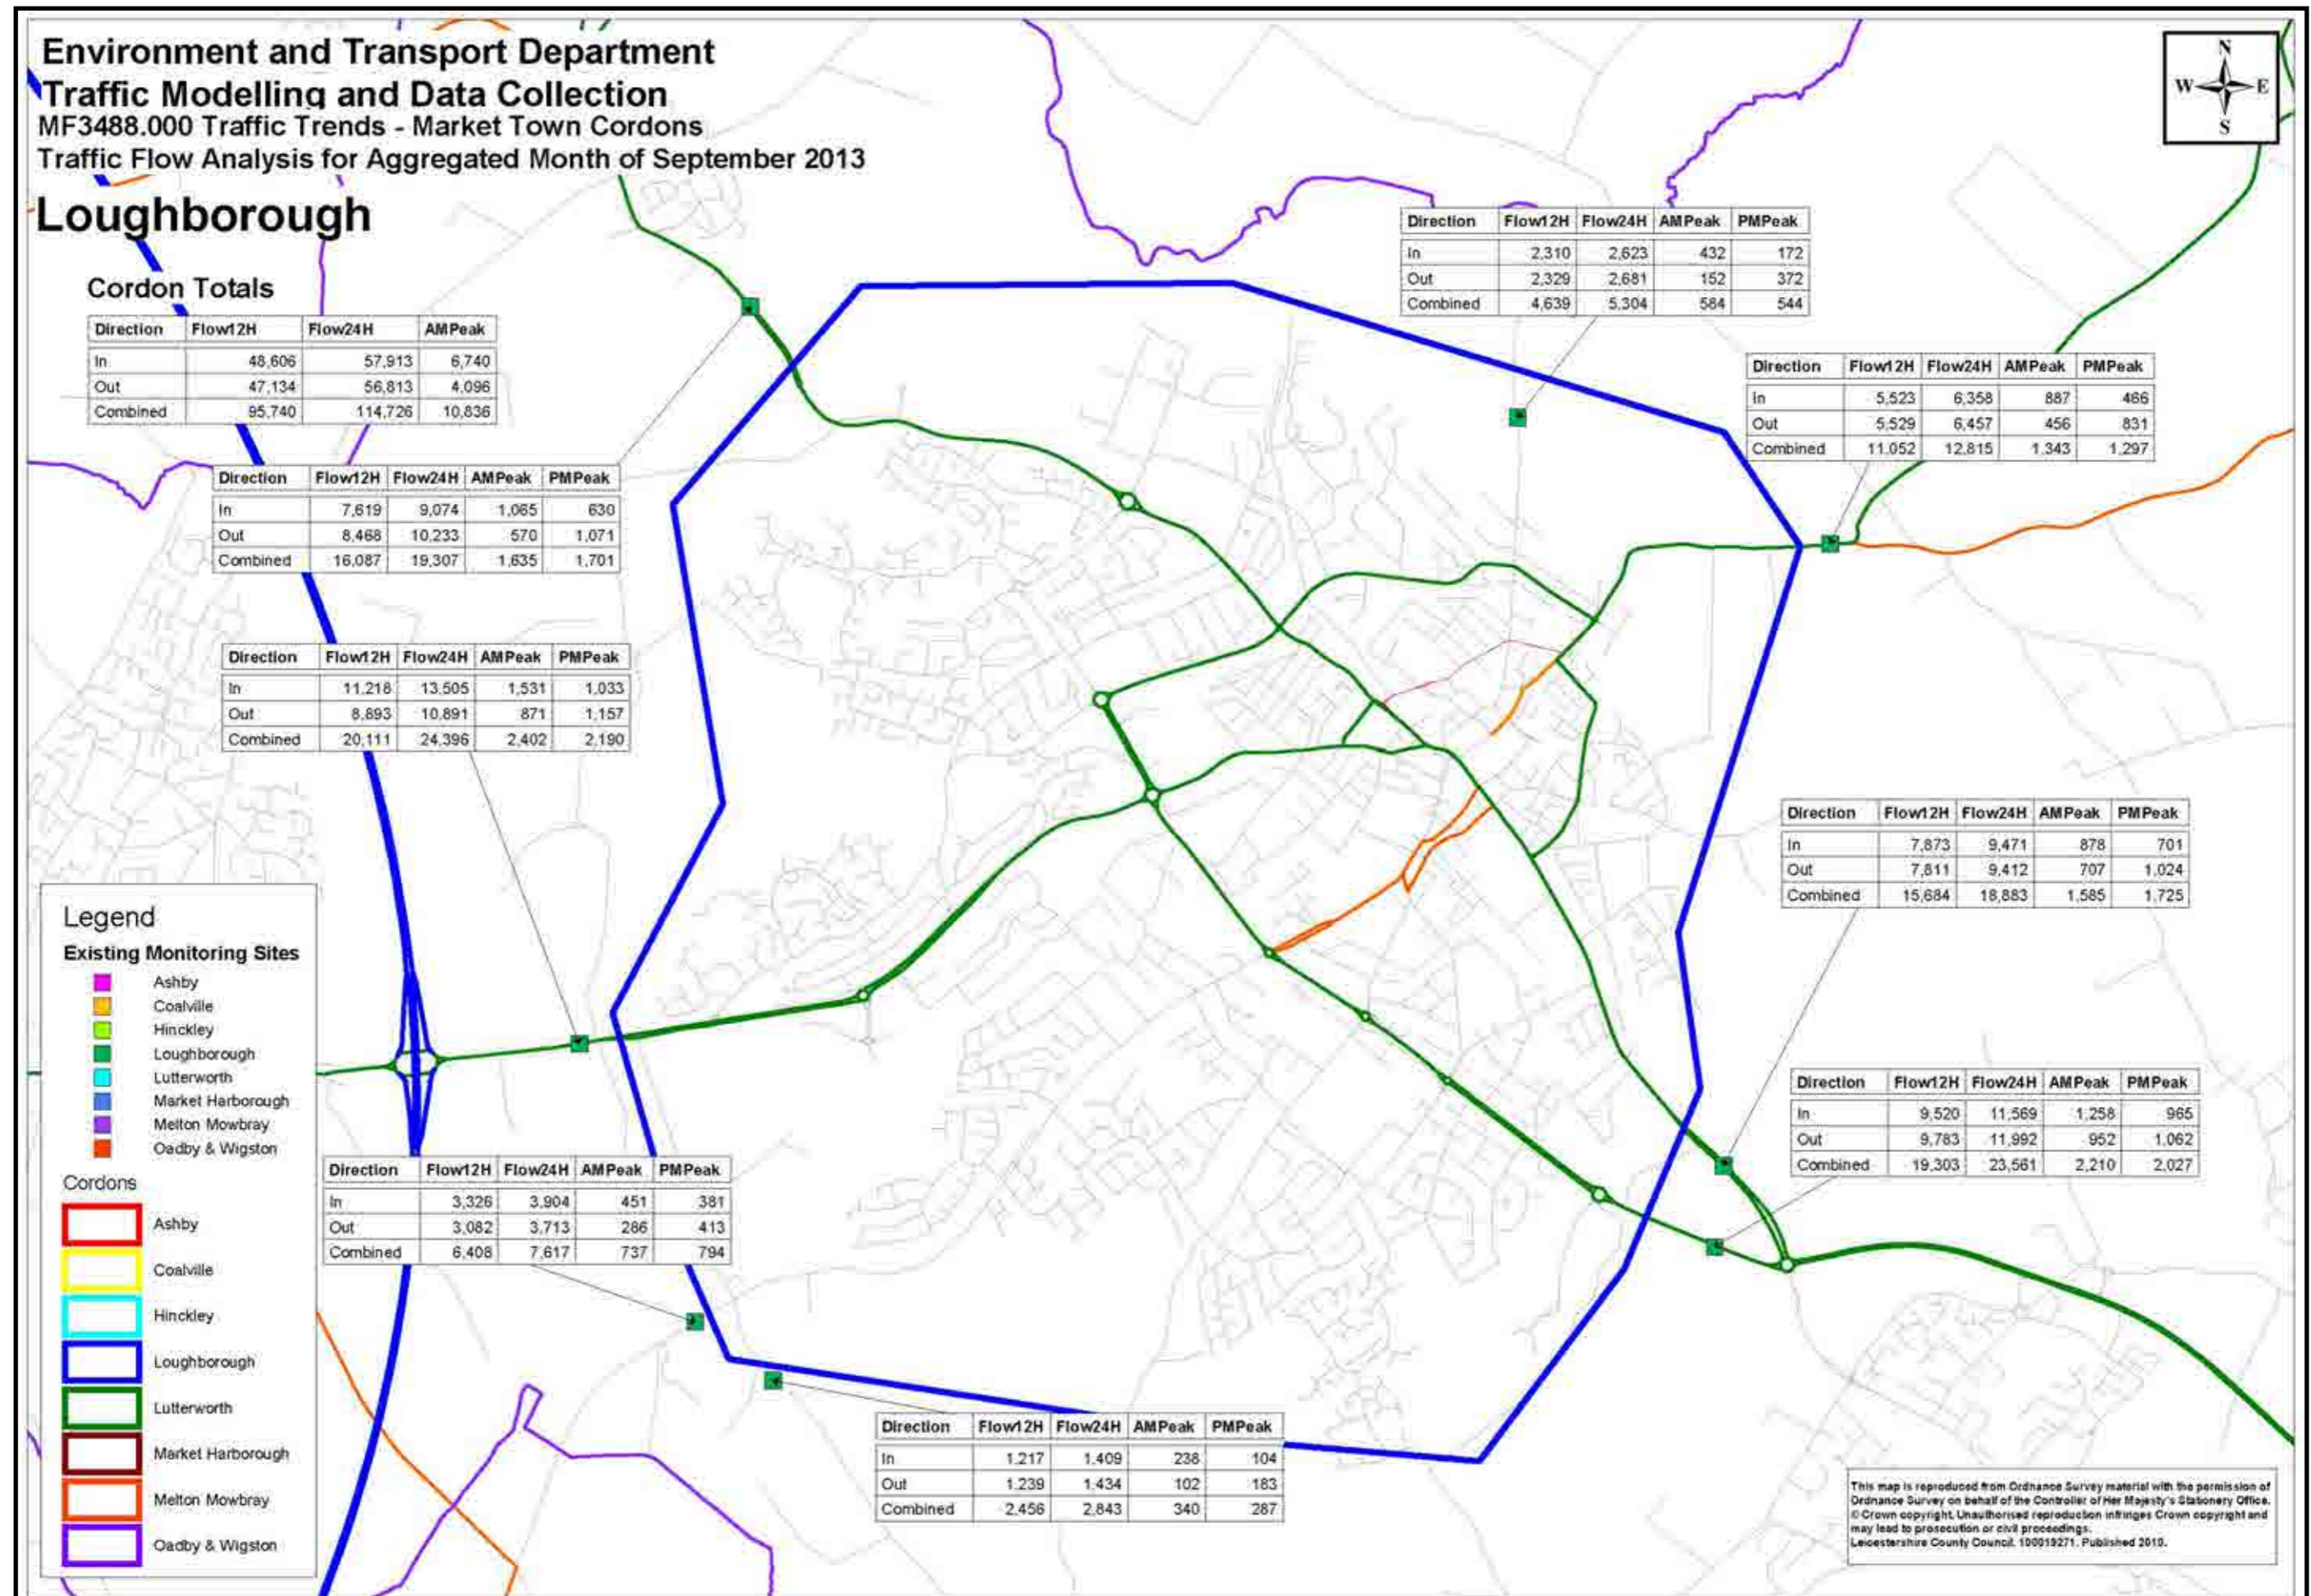 Environment and Transport Department
Traffic Modelling and Data Collection
MF3488.000 Traffic Trends - Market Town Cordons
Traffic Flow Analysis for Aggregated Month of September 2013
Loughborough
N
W E
S
Cordon Totals
Direction Flow12H Flow24H AMPeak
In 48,606 57,913 6,740
Out 47,134 56,813 4,096
Combined 95,740 114,726 10,836
Direction Flow12H Flow24H AMPeak PMPeak
In 2,310 2,623 432 172
Out 2,329 2,681 152 372
Combined 4,639 5,304 584 544
Direction Flow12H Flow24H AMPeak PMPeak
In 5,523 6,358 887 466
Out 5,529 6,457 456 831
Combined 11,052 12,815 1,343 1,297
Direction Flow12H Flow24H AMPeak PMPeak
In 7,619 9,074 1,065 630
Out 8,468 10,233 570 1,071
Combined 16,087 19,307 1,635 1,701
Direction Flow12H Flow24H AMPeak PMPeak
In 11,218 13,505 1,531 1,033
Out 8,893 10,891 871 1,157
Combined 20,111 24,396 2,402 2,190
Direction Flow12H Flow24H AMPeak PMPeak
In 7,873 9,471 878 701
Out 7,811 9,412 707 1,024
Combined 15,684 18,883 1,585 1,725
Direction Flow12H Flow24H AMPeak PMPeak
In 9,520 11,569 1,258 965
Out 9,783 11,992 952 1,062
Combined 19,303 23,561 2,210 2,027
Direction Flow12H Flow24H AMPeak PMPeak
In 3,326 3,904 451 381
Out 3,082 3,713 286 413
Combined 6,408 7,617 737 794
Direction Flow12H Flow24H AMPeak PMPeak
In 1,217 1,409 238 104
Out 1,239 1,434 102 183
Combined 2,456 2,843 340 287
Legend
Existing Monitoring Sites
Ashby
Coalville
Hinckley
Loughborough
Lutterworth
Market Harborough
Melton Mowbray
Oadby & Wigston
Cordons
Ashby
Coalville
Hinckley
Loughborough
Lutterworth
Market Harborough
Melton Mowbray
Oadby & Wigston
This map is reproduced from Ordnance Survey material with the permission of
Ordnance Survey on behalf of the Controller of Her Majesty's Stationery Office.
© Crown copyright. Unauthorised reproduction infringes Crown copyright and
may lead to prosecution or civil proceedings.
Leicestershire County Council. 100019271. Published 2010.